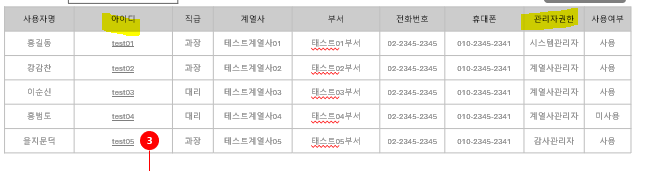 사용자명 아이디 직급 계열사 부서 전화번호 휴대폰 관리자권한 사용여부
홍길동 test01 과장 테스트계열사01 테스트01부서 02-2345-2345 010-2345-2341 시스템관리자 사용
강감찬 test02 과장 테스트계열사02 테스트02부서 02-2345-2345 010-2345-2341 계열사관리자 사용
이순신 test03 대리 테스트계열사03 테스트03부서 02-2345-2345 010-2345-2341 계열사관리자 사용
홍범도 test04 대리 테스트계열사04 테스트04부서 02-2345-2345 010-2345-2341 계열사관리자 미사용
을지문덕 test05 3 과장 테스트계열사05 테스트05부서 02-2345-2345 010-2345-2341 감사관리자 사용